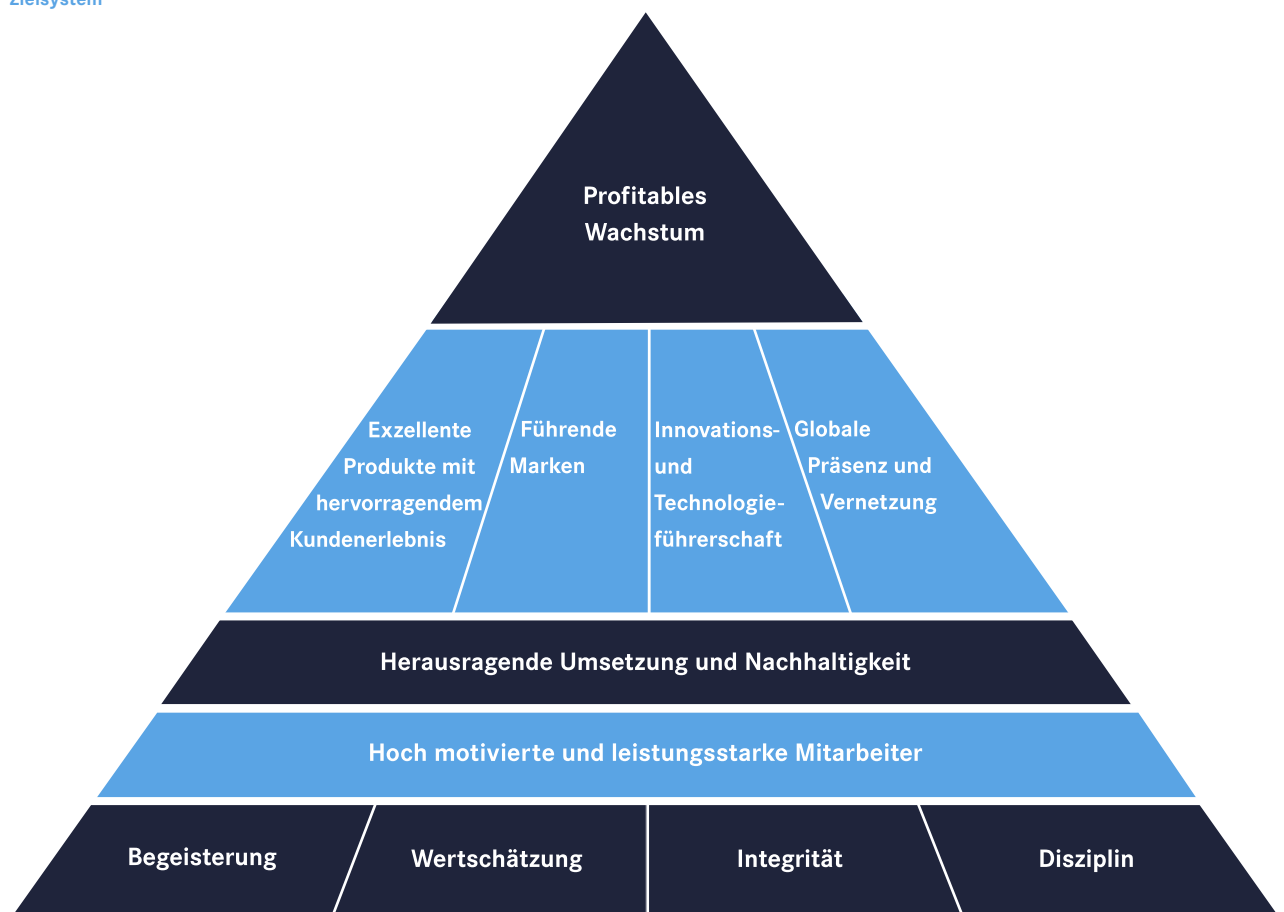 Zielsystem
Profitables
Wachstum
Exzellente
Produkte mit
hervorragendem
Kundenerlebnis
Führende
Marken
Innovations-
und
Technologie-
führerschaft
Globale
Präsenz und
Vernetzung
Herausragende Umsetzung und Nachhaltigkeit
Hoch motivierte und leistungsstarke Mitarbeiter
Begeisterung
Wertschätzung
Integrität
Disziplin